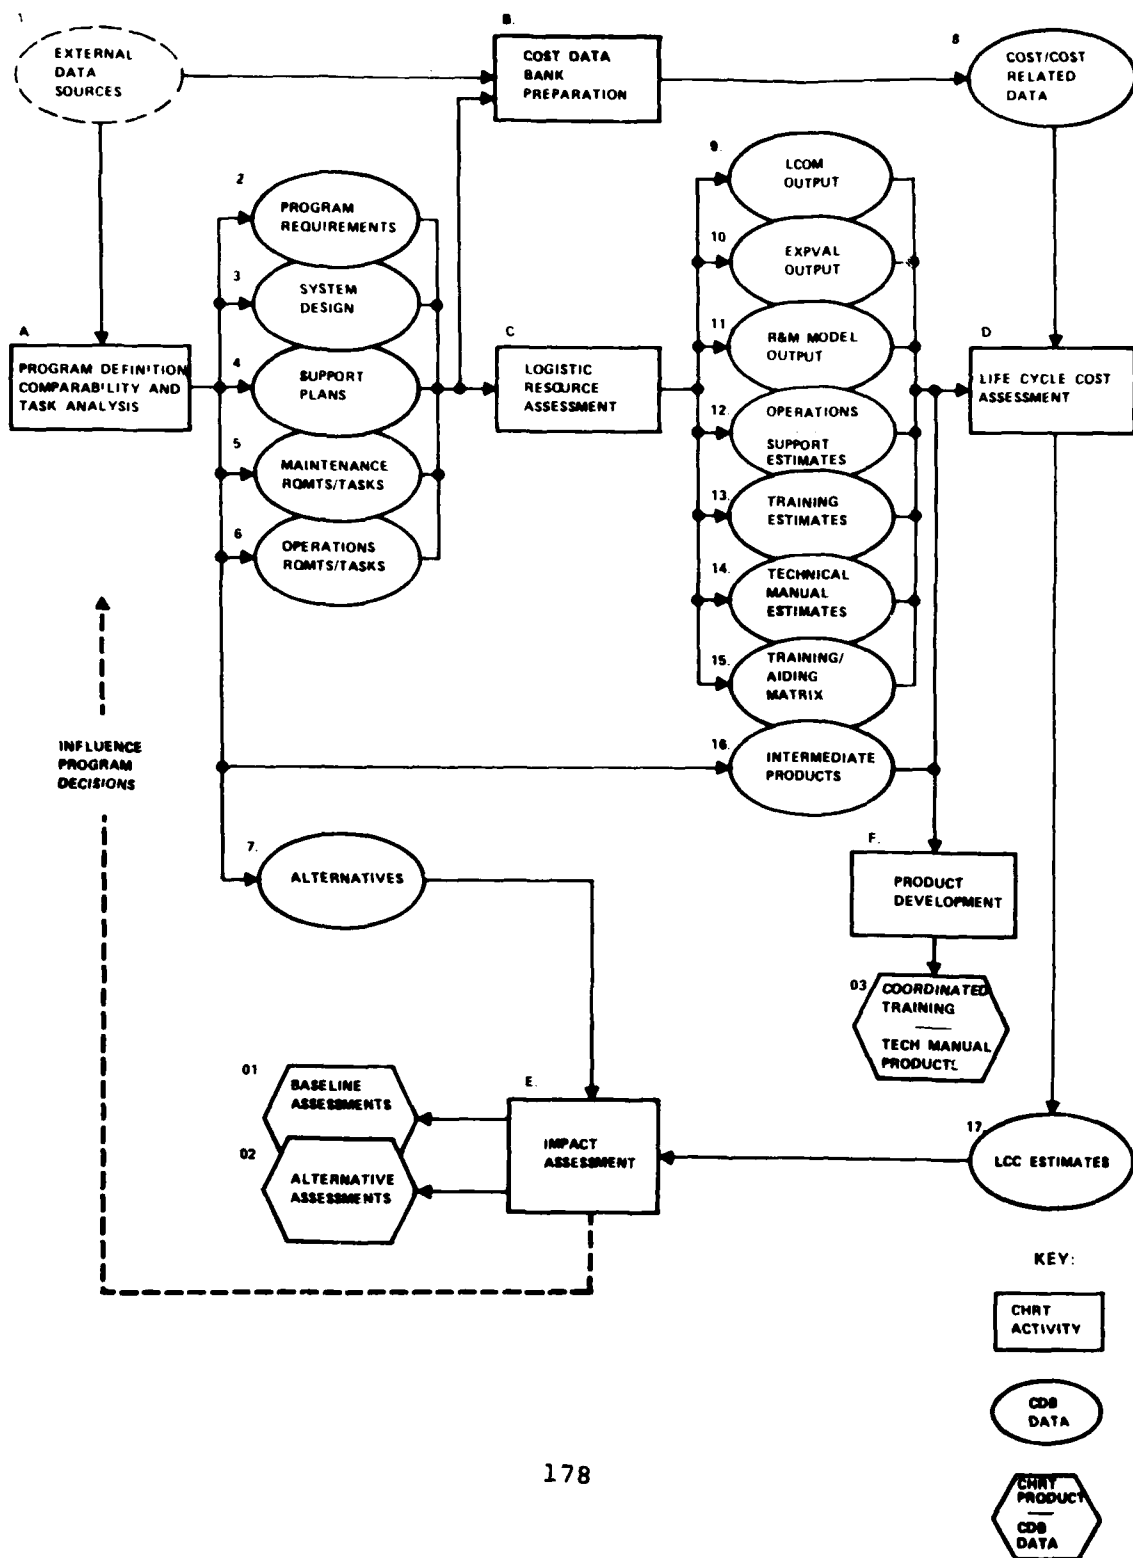 1
EXTERNAL
DATA
SOURCES
B.
COST DATA
BANK
PREPARATION
8
COST/COST
RELATED
DATA
2
PROGRAM
REQUIREMENTS
3
SYSTEM
DESIGN
4
SUPPORT
PLANS
5
MAINTENANCE
RQMTS/TASKS
6
OPERATIONS
RQMTS/TASKS
A
PROGRAM DEFINITION
COMPARABILITY AND
TASK ANALYSIS
C
LOGISTIC
RESOURCE
ASSESSMENT
9.
LCOM
OUTPUT
10
EXPVAL
OUTPUT
11
R&M MODEL
OUTPUT
12.
OPERATIONS
SUPPORT
ESTIMATES
13.
TRAINING
ESTIMATES
14.
TECHNICAL
MANUAL
ESTIMATES
15.
TRAINING/
AIDING
MATRIX
16.
INTERMEDIATE
PRODUCTS
D
LIFE CYCLE COST
ASSESSMENT
INFLUENCE
PROGRAM
DECISIONS
7.
ALTERNATIVES
F.
PRODUCT
DEVELOPMENT
03.
COORDINATED
TRAINING
TECH MANUAL
PRODUCTS
01
BASELINE
ASSESSMENTS
02
ALTERNATIVE
ASSESSMENTS
E.
IMPACT
ASSESSMENT
17.
LCC ESTIMATES
KEY:
CHRT
ACTIVITY
CDB
DATA
CHRT
PRODUCT
CDB
DATA
178